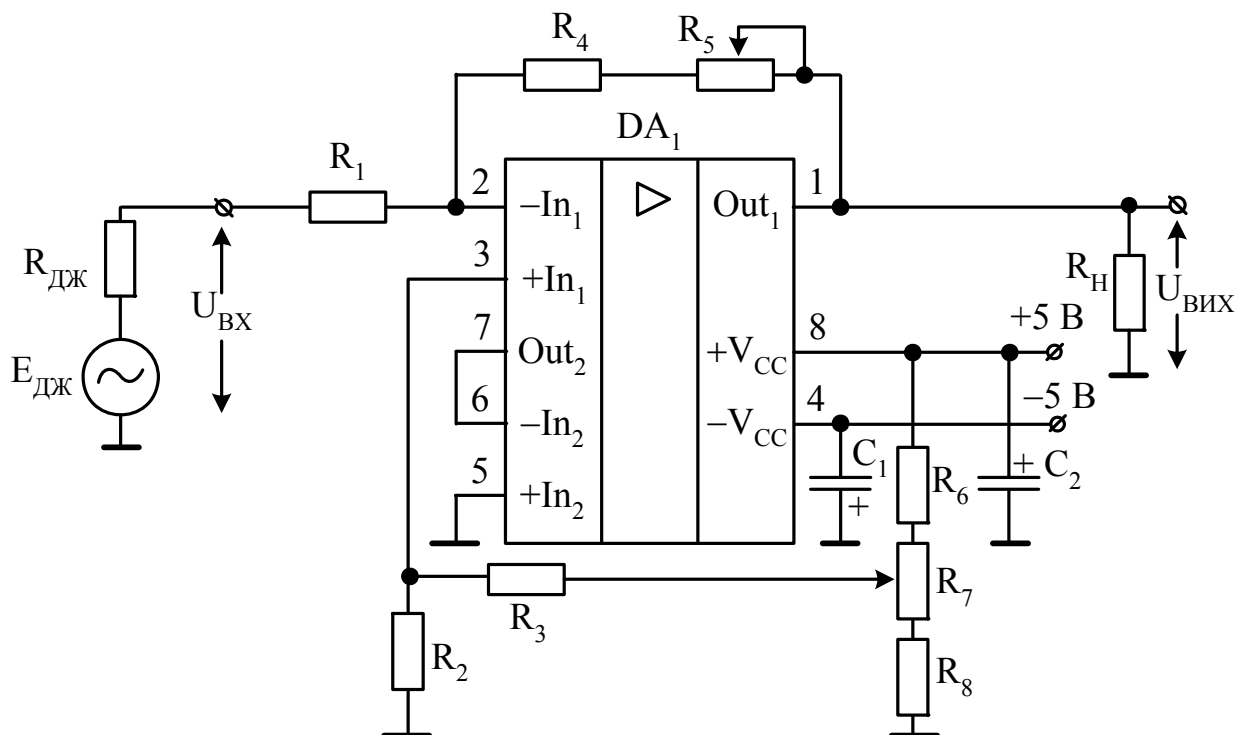 R4
R5
DA1
R1
2
−In1
Out1
1
RДЖ
UВХ
3
+In1
RН
UВИХ
ЕДЖ
7
Out2
+VCC
8
+5 В
6
−In2
−VCC
4
−5 В
5
+In2
C1
+
R6
+
C2
R3
R7
R2
R8